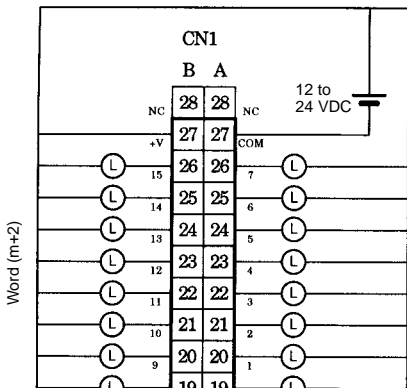 CN1
B A
12 to
24 VDC
NC 28 28 NC
+V 27 27 COM
L 15 26 26 7 L
L 14 25 25 6 L
L 13 24 24 5 L
L 12 23 23 4 L
L 11 22 22 3 L
L 10 21 21 2 L
L 9 20 20 1 L
19 19
Word (m+2)